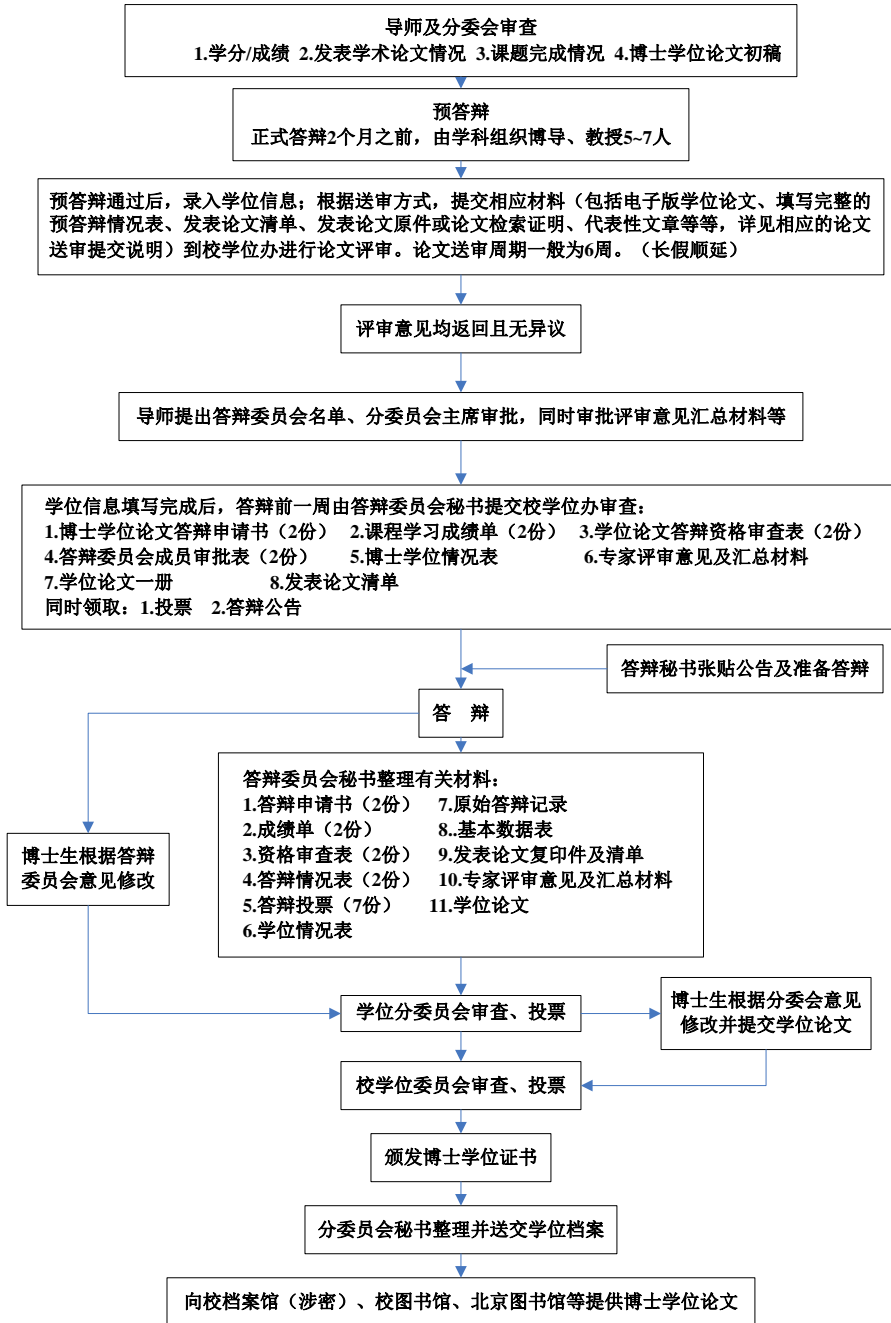 导师及分委会审查
1.学分/成绩 2.发表学术论文情况 3.课题完成情况 4.博士学位论文初稿
预答辩
正式答辩2个月之前，由学科组织博导、教授5~7人
预答辩通过后，录入学位信息；根据送审方式，提交相应材料（包括电子版学位论文、填写完整的
预答辩情况表、发表论文清单、发表论文原件或论文检索证明、代表性文章等等，详见相应的论文
送审提交说明）到校学位办进行论文评审。论文送审周期一般为6周。（长假顺延）
评审意见均返回且无异议
导师提出答辩委员会名单、分委员会主席审批，同时审批评审意见汇总材料等
学位信息填写完成后，答辩前一周由答辩委员会秘书提交校学位办审查：
1.博士学位论文答辩申请书（2份） 2.课程学习成绩单（2份） 3.学位论文答辩资格审查表（2份）
4.答辩委员会成员审批表（2份） 5.博士学位情况表 6.专家评审意见及汇总材料
7.学位论文一册 8.发表论文清单
同时领取：1.投票 2.答辩公告
答辩秘书张贴公告及准备答辩
答 辩
答辩委员会秘书整理有关材料：
1.答辩申请书（2份） 7.原始答辩记录
2.成绩单（2份） 8..基本数据表
3.资格审查表（2份） 9.发表论文复印件及清单
4.答辩情况表（2份） 10.专家评审意见及汇总材料
5.答辩投票（7份） 11.学位论文
6.学位情况表
博士生根据答辩
委员会意见修改
学位分委员会审查、投票
博士生根据分委会意见
修改并提交学位论文
校学位委员会审查、投票
颁发博士学位证书
分委员会秘书整理并送交学位档案
向校档案馆（涉密）、校图书馆、北京图书馆等提供博士学位论文